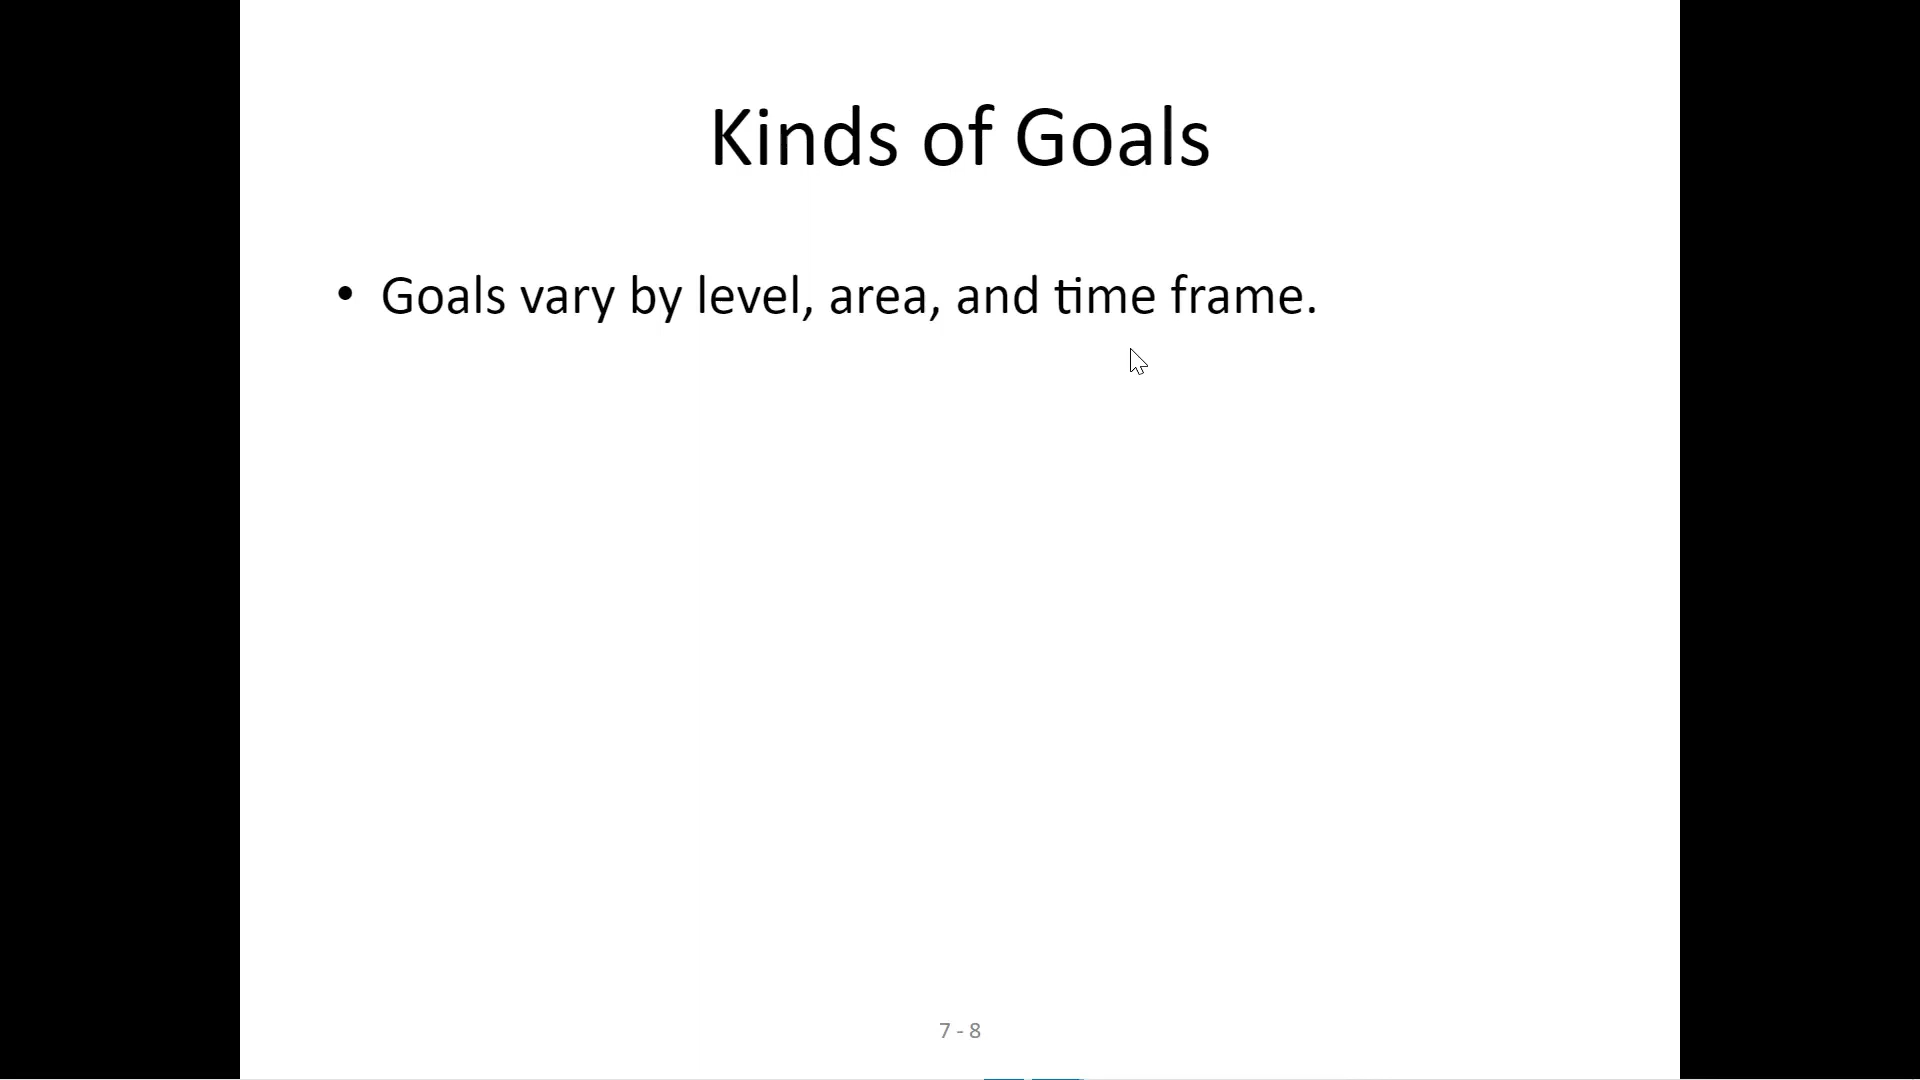 Kinds of Goals
• Goals vary by level, area, and time frame.
7 - 8